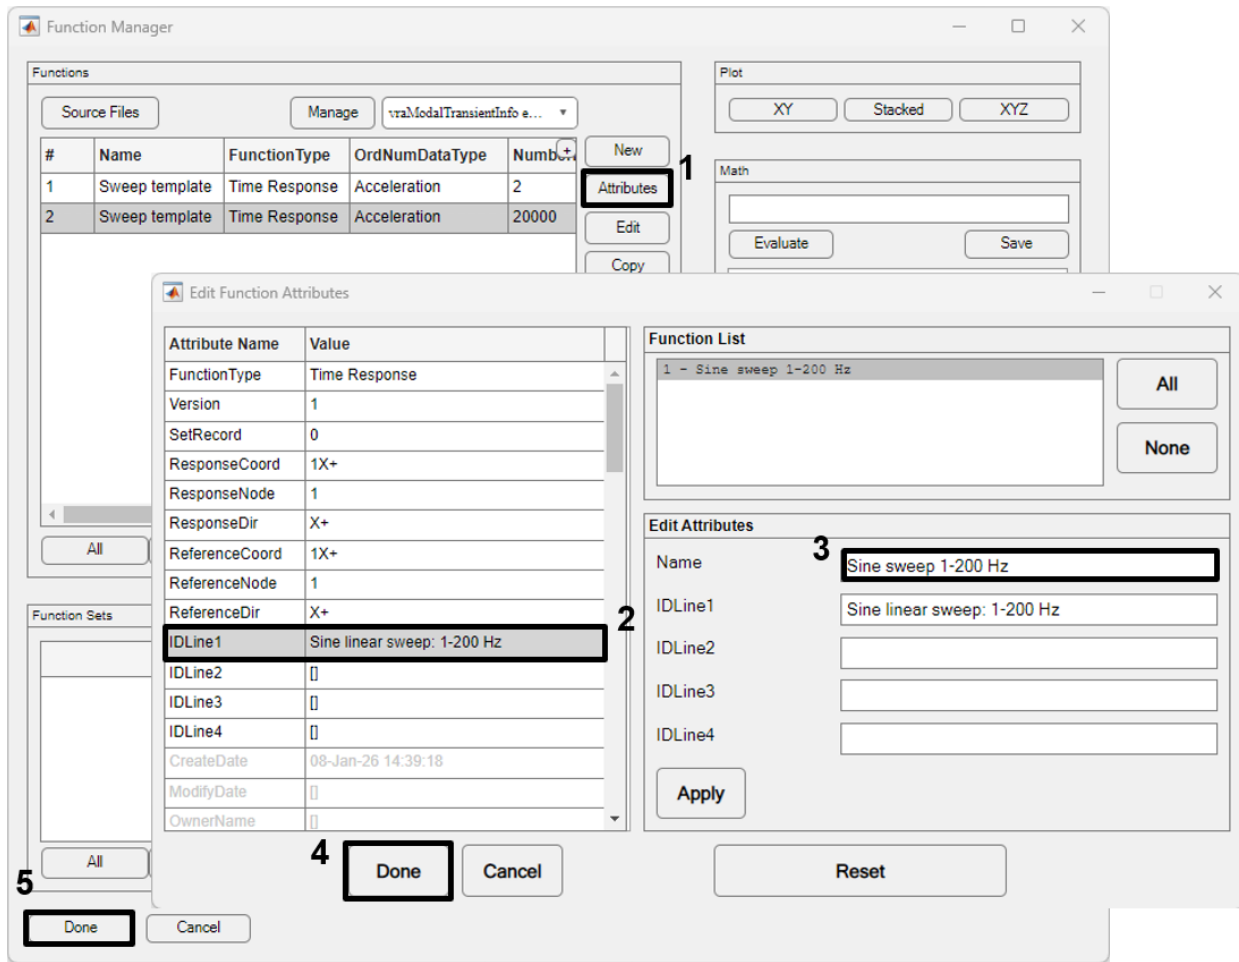 Function Manager
Functions
Plot
Source Files
Manage
vraModalTransientInfo e...
XY
Stacked
XYZ
# Name FunctionType OrdNumDataType
New
1
Math
1 Sweep template Time Response Acceleration 2
Attributes
2 Sweep template Time Response Acceleration 20000
Edit
Evaluate
Save
Copy
Edit Function Attributes
Attribute Name Value
Function List
FunctionType Time Response
1 - Sine sweep 1-200 Hz
All
Version 1
SetRecord 0
None
ResponseCoord 1X+
ResponseNode 1
ResponseDir X+
Edit Attributes
ReferenceCoord 1X+
Name
3
Sine sweep 1-200 Hz
ReferenceNode 1
ReferenceDir X+
2
IDLine1
Sine linear sweep: 1-200 Hz
IDLine1 Sine linear sweep: 1-200 Hz
IDLine2
IDLine2 []
IDLine3 []
IDLine3
IDLine4 []
IDLine4
CreateDate 08-Jan-26 14:39:18
ModifyDate []
Apply
OwnerName []
All
Function Sets
All
4
Done
Cancel
Reset
5
Done
Cancel